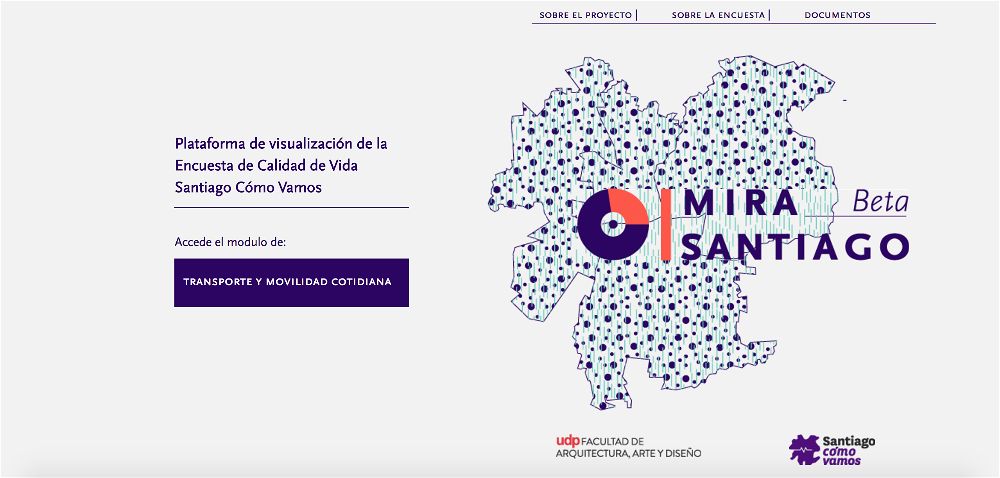 SOBRE EL PROYECTO | SOBRE LA ENCUESTA | DOCUMENTOS
Plataforma de visualización de la
Encuesta de Calidad de Vida
Santiago Cómo Vamos
Accede el modulo de:
TRANSPORTE Y MOVILIDAD COTIDIANA
MIRA Beta
SANTIAGO
udp FACULTAD DE
ARQUITECTURA, ARTE Y DISEÑO
Santiago
cómo
vamos